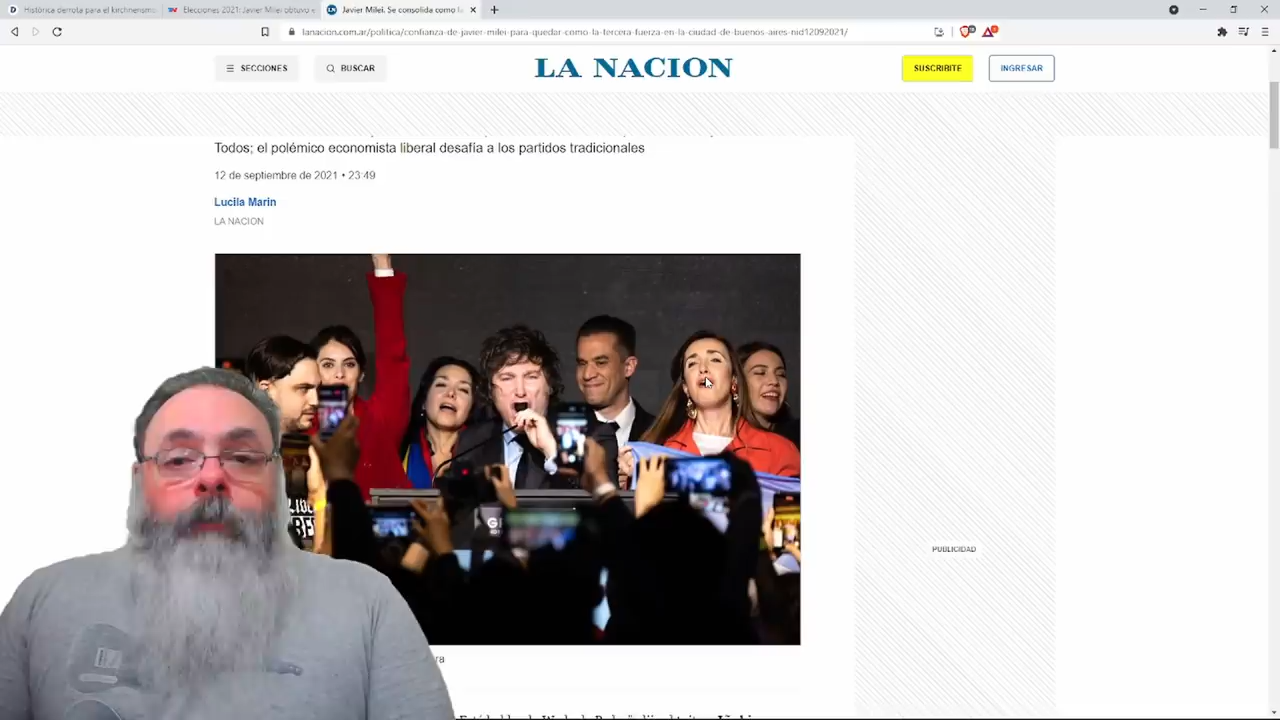 Histórica derrota para el kirchnerismo
Elecciones 2021: Javier Milei obtuvo
Javier Milei. Se consolida como la
lanacion.com.ar/politica/confianza-de-javier-milei-para-quedar-como-la-tercera-fuerza-en-la-ciudad-de-buenos-aires-nid12092021/
SECCIONES
BUSCAR
LA NACION
SUSCRIBITE
INGRESAR
Todos; el polémico economista liberal desafía a los partidos tradicionales
12 de septiembre de 2021 • 23:49
Lucila Marin
LA NACION
PUBLICIDAD
ra